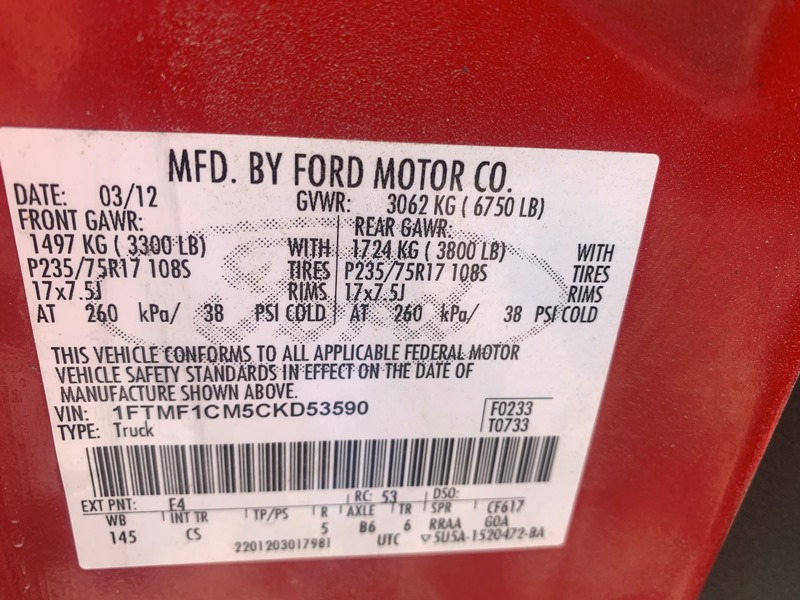 MFD. BY FORD MOTOR CO.
DATE: 03/12 GVWR: 3062 KG ( 6750 LB)
FRONT GAWR: REAR GAWR:
1497 KG ( 3300 LB) WITH 1724 KG ( 3800 LB) WITH
P235/75R17 108S TIRES P235/75R17 108S TIRES
17x7.5J RIMS 17x7.5J RIMS
AT 260 kPa/ 38 PSI COLD AT 260 kPa/ 38 PSI COLD
THIS VEHICLE CONFORMS TO ALL APPLICABLE FEDERAL MOTOR
VEHICLE SAFETY STANDARDS IN EFFECT ON THE DATE OF
MANUFACTURE SHOWN ABOVE.
VIN: 1FTMF1CM5CKD53590 F0233
TYPE: Truck T0733
EXT PNT: E4 RC: 53 DSO:
WB INT TR TP/PS R AXLE TR SPR CF617
145 CS 5 B6 6 RRAA GOA
2201203017981 UTC ▽5U5A-1520472-BA